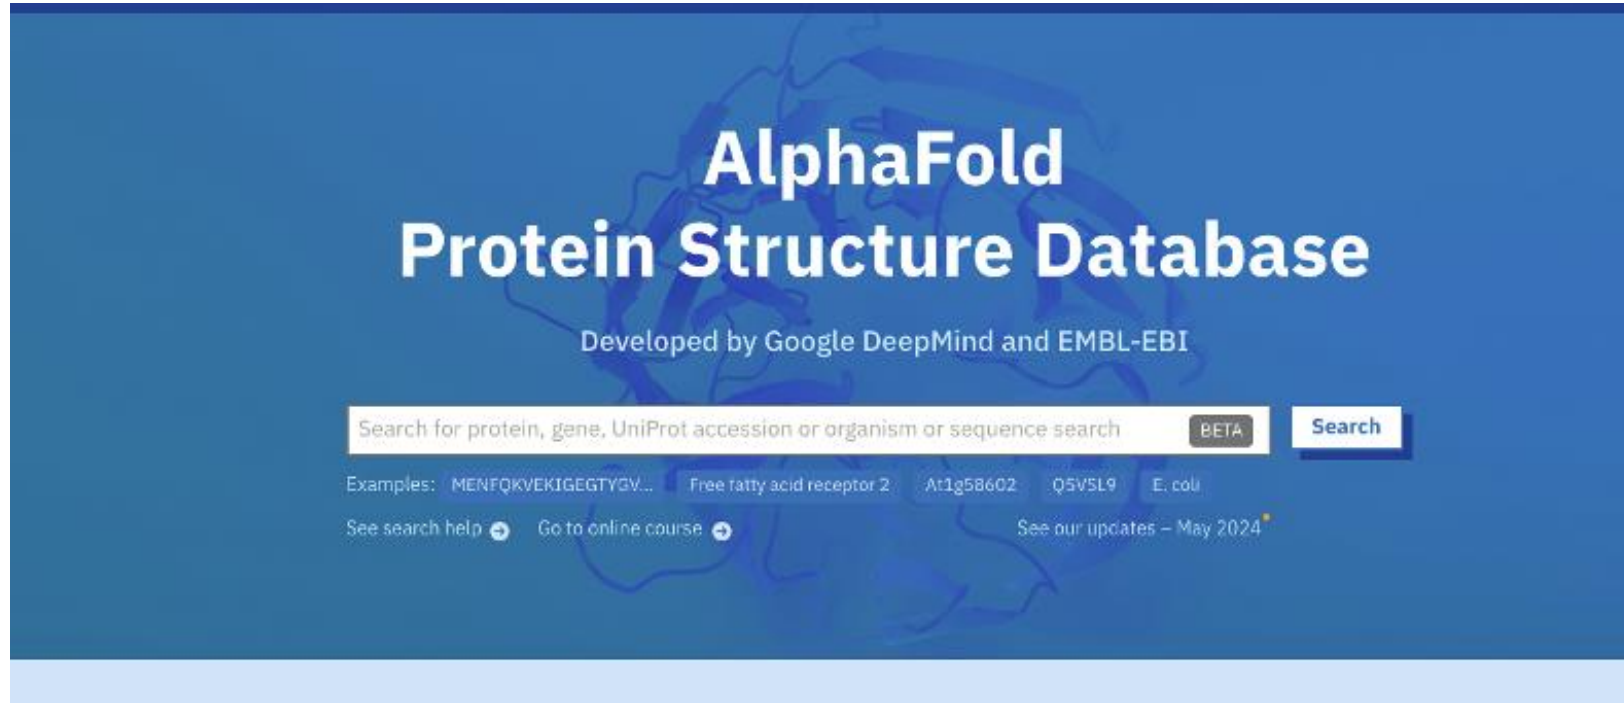 AlphaFold
Protein Structure Database
Developed by Google DeepMind and EMBL-EBI
Search for protein, gene, UniProt accession or organism or sequence search BETA Search
Examples: MENFQKVEKIGEGTYGV... Free fatty acid receptor 2 At1g58602 Q5VSL9 E. coli
See search help Go to online course See our updates – May 2024